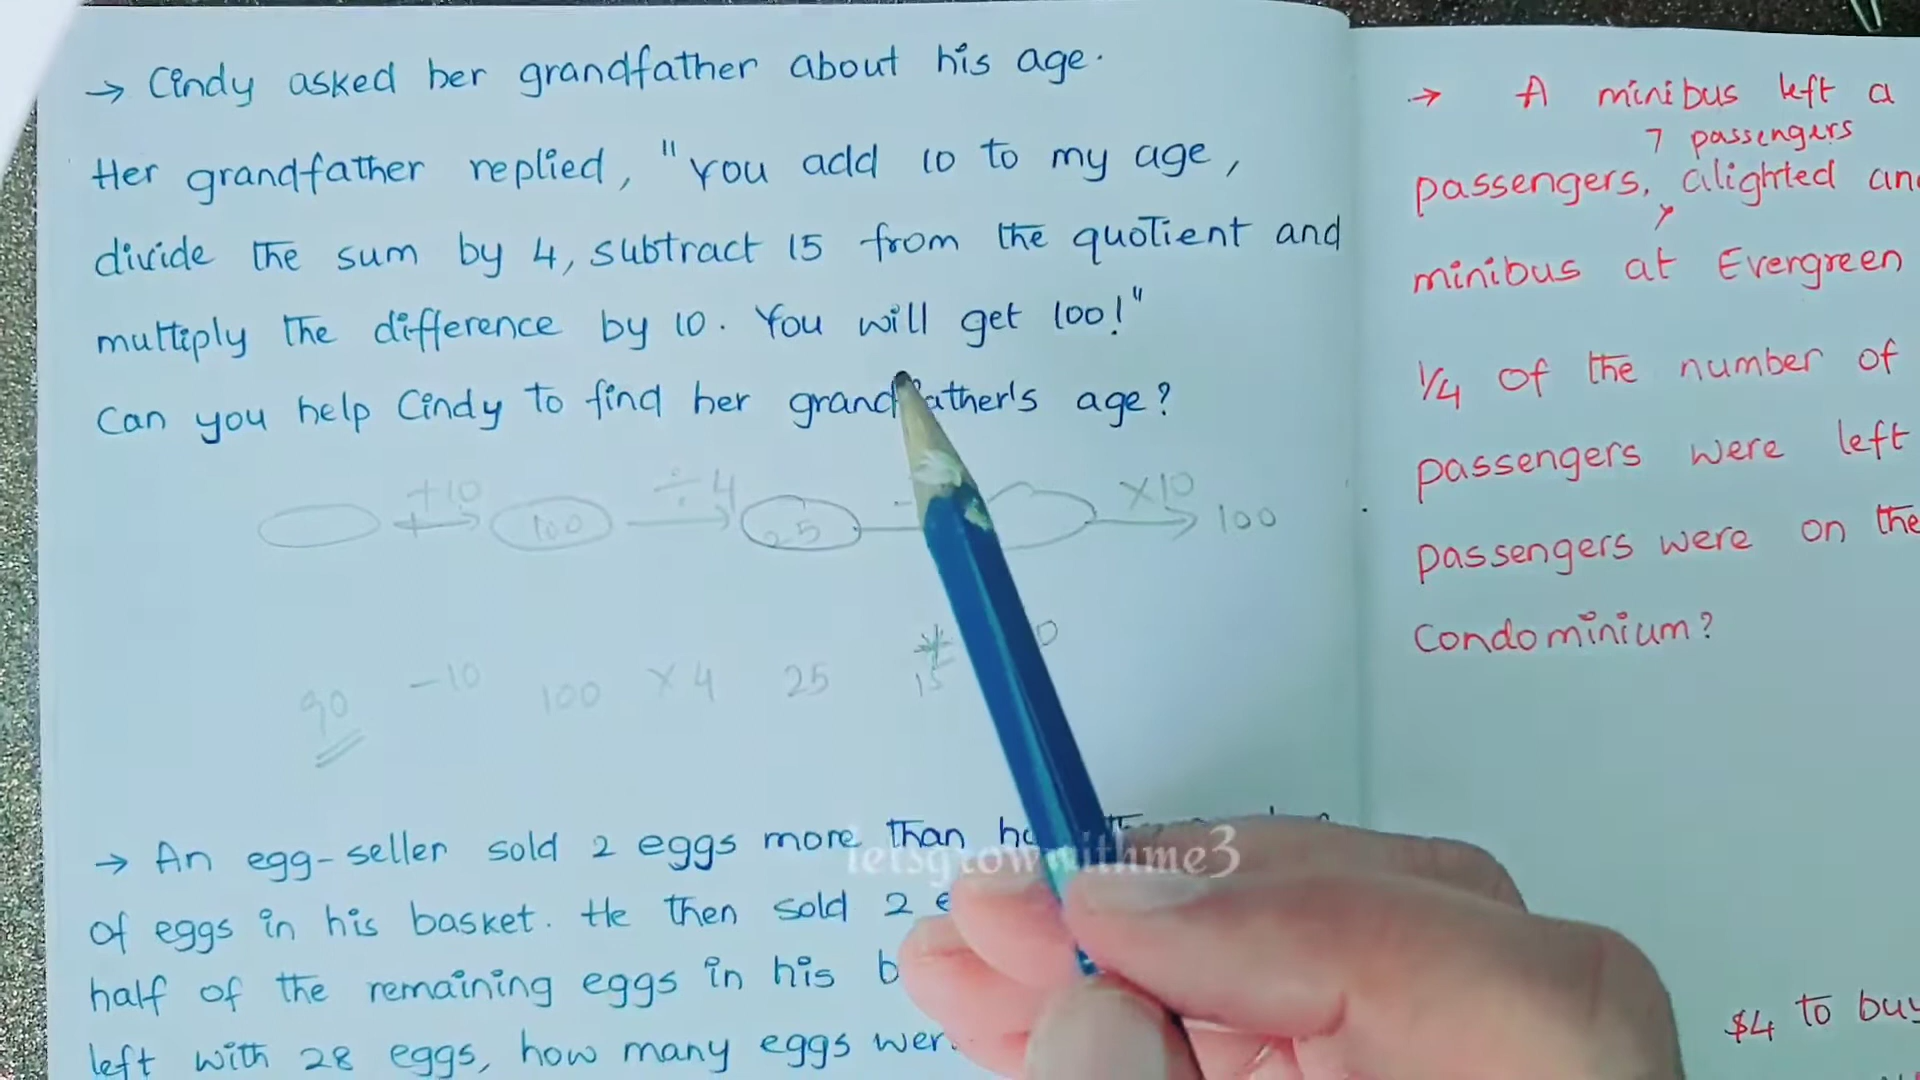 → Cindy asked her grandfather about his age.
Her grandfather replied, "You add 10 to my age,
divide the sum by 4, subtract 15 from the quotient and
multiply the difference by 10. You will get 100!"
Can you help Cindy to find her grandfather's age?
+10 100 ÷4 25 - ×10 100
90 -10 100 × 4 25 15 0
→ An egg-seller sold 2 eggs more than
of eggs in his basket. He then sold 2
half of the remaining eggs in his
left with 28 eggs, how many eggs
letsgrowwithme3
→ A minibus left a
7 passengers
passengers, alighted
minibus at Evergreen
1/4 of the number of
passengers were left
passengers were on the
Condominium?
$4 to buy